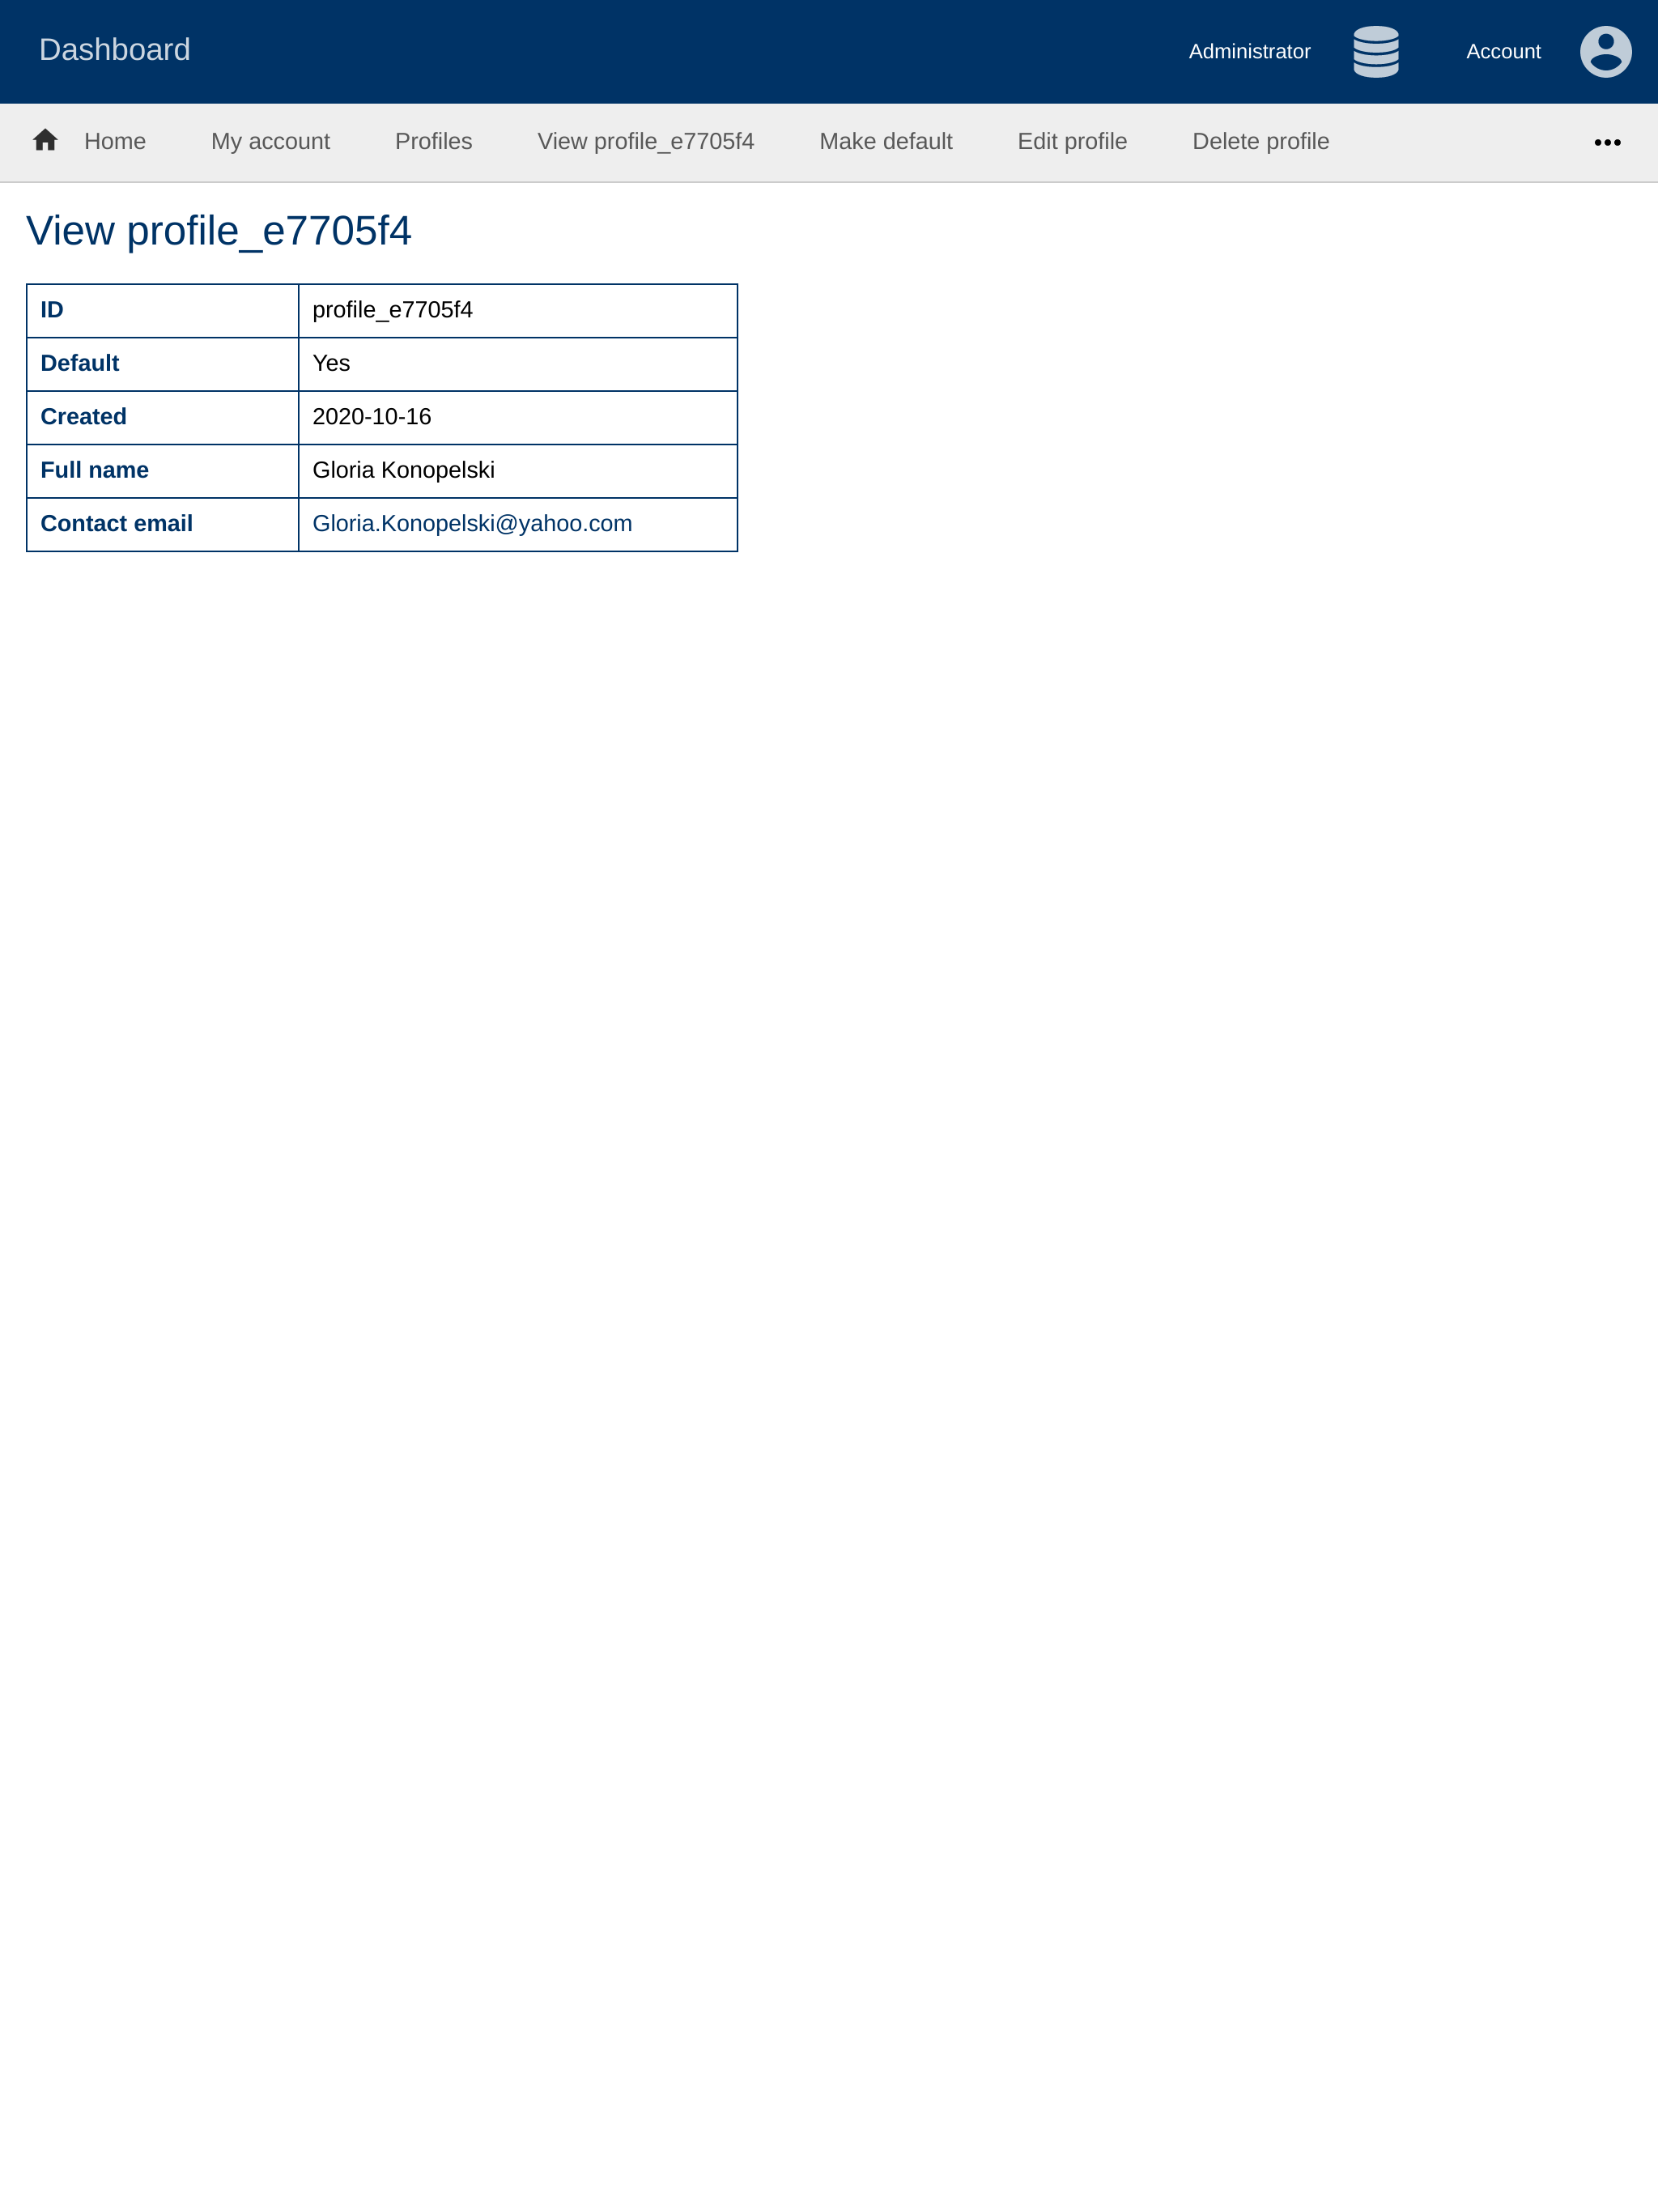 Dashboard
Administrator
Account
Home
My account
Profiles
View profile_e7705f4
Make default
Edit profile
Delete profile
View profile_e7705f4
ID profile_e7705f4
Default Yes
Created 2020-10-16
Full name Gloria Konopelski
Contact email Gloria.Konopelski@yahoo.com